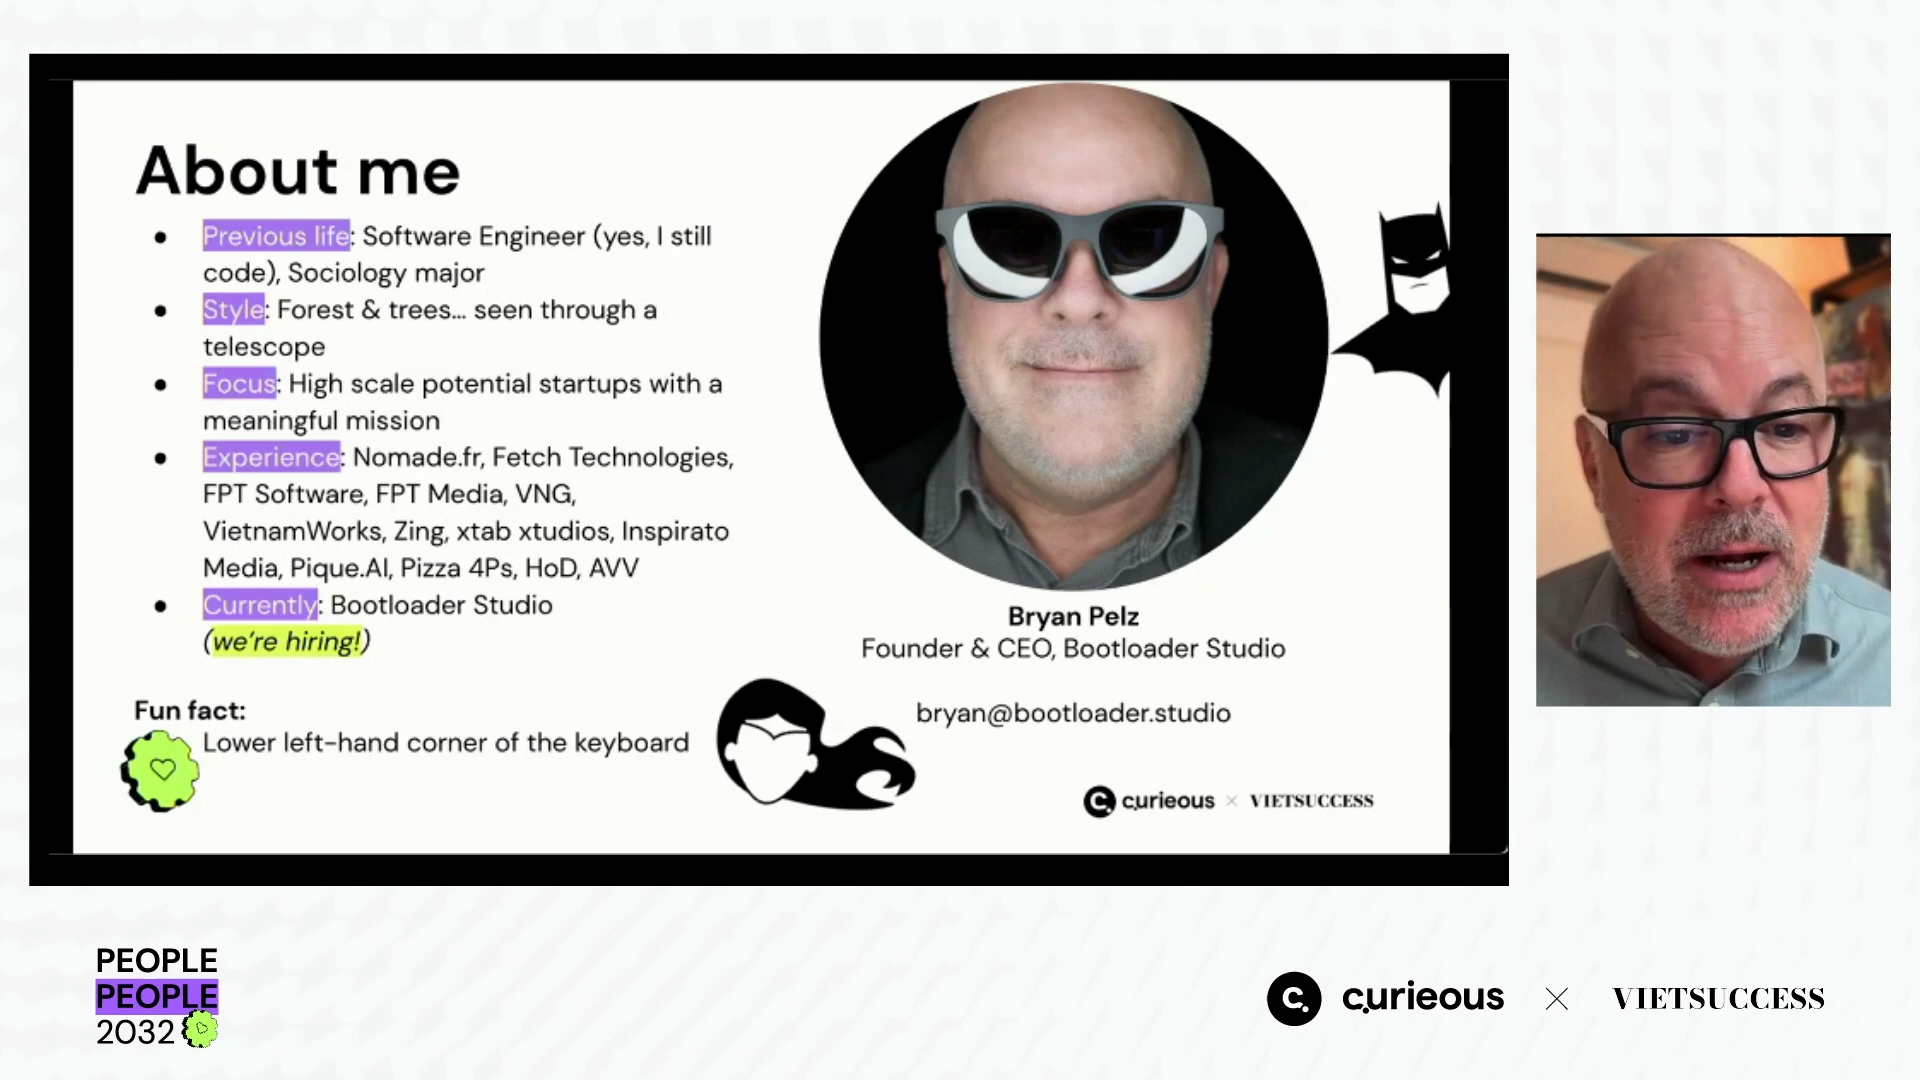 About me
Previous life: Software Engineer (yes, I still
code), Sociology major
Style: Forest & trees... seen through a
telescope
Focus: High scale potential startups with a
meaningful mission
Experience: Nomade.fr, Fetch Technologies,
FPT Software, FPT Media, VNG,
VietnamWorks, Zing, xtab xtudios, Inspirato
Media, Pique.AI, Pizza 4Ps, HoD, AVV
Currently: Bootloader Studio
(we're hiring!)
Fun fact:
Lower left-hand corner of the keyboard
Bryan Pelz
Founder & CEO, Bootloader Studio
bryan@bootloader.studio
C. curieous × VIETSUCCESS
PEOPLE
PEOPLE
2032
C. curieous × VIETSUCCESS